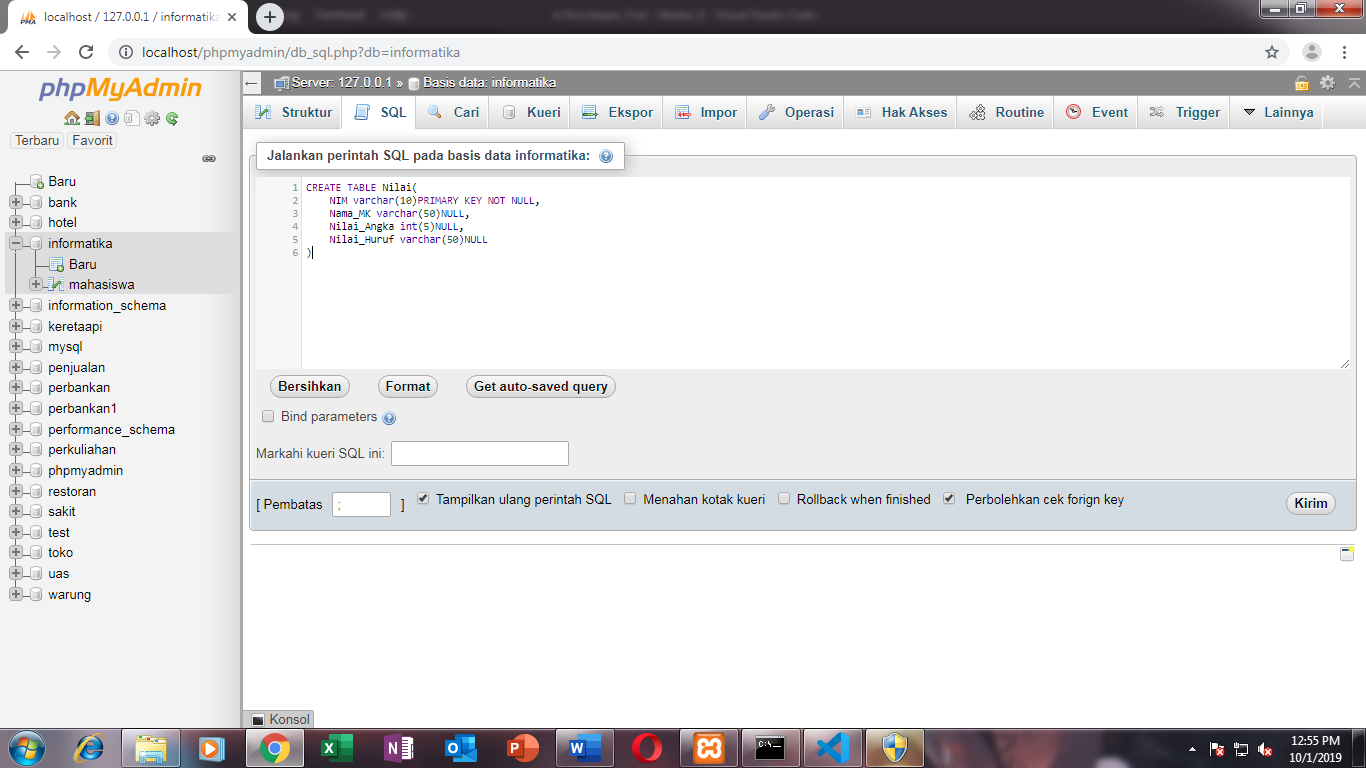 localhost / 127.0.0.1 / informatika
localhost/phpmyadmin/db_sql.php?db=informatika
phpMyAdmin
Terbaru Favorit
Baru
bank
hotel
informatika
Baru
mahasiswa
information_schema
keretaapi
mysql
penjualan
perbankan
perbankan1
performance_schema
perkuliahan
phpmyadmin
restoran
sakit
test
toko
uas
warung
Server: 127.0.0.1 » Basis data: informatika
Struktur SQL Cari Kueri Ekspor Impor Operasi Hak Akses Routine Event Trigger Lainnya
Jalankan perintah SQL pada basis data informatika:
1 CREATE TABLE Nilai(
2 NIM varchar(10)PRIMARY KEY NOT NULL,
3 Nama_MK varchar(50)NULL,
4 Nilai_Angka int(5)NULL,
5 Nilai_Huruf varchar(50)NULL
6 )
Bersihkan Format Get auto-saved query
Bind parameters
Markahi kueri SQL ini:
[ Pembatas ; ] Tampilkan ulang perintah SQL Menahan kotak kueri Rollback when finished Perbolehkan cek forign key Kirim
Konsol
12:55 PM
10/1/2019